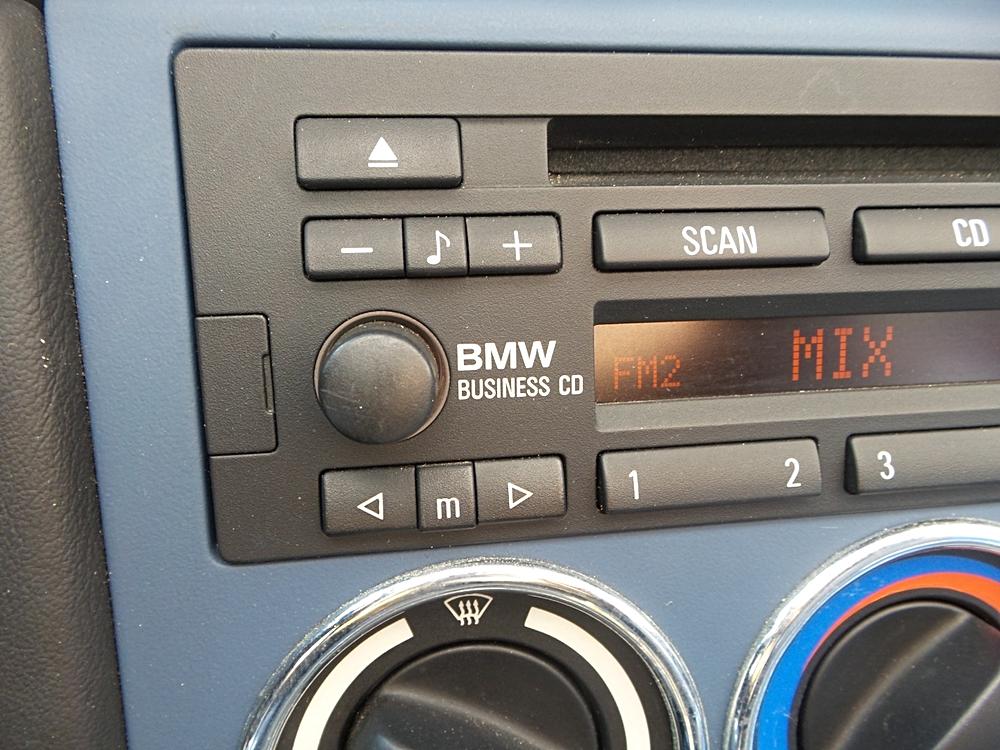 SCAN
CD
BMW
BUSINESS CD
FM2 MIX
m
1 2 3